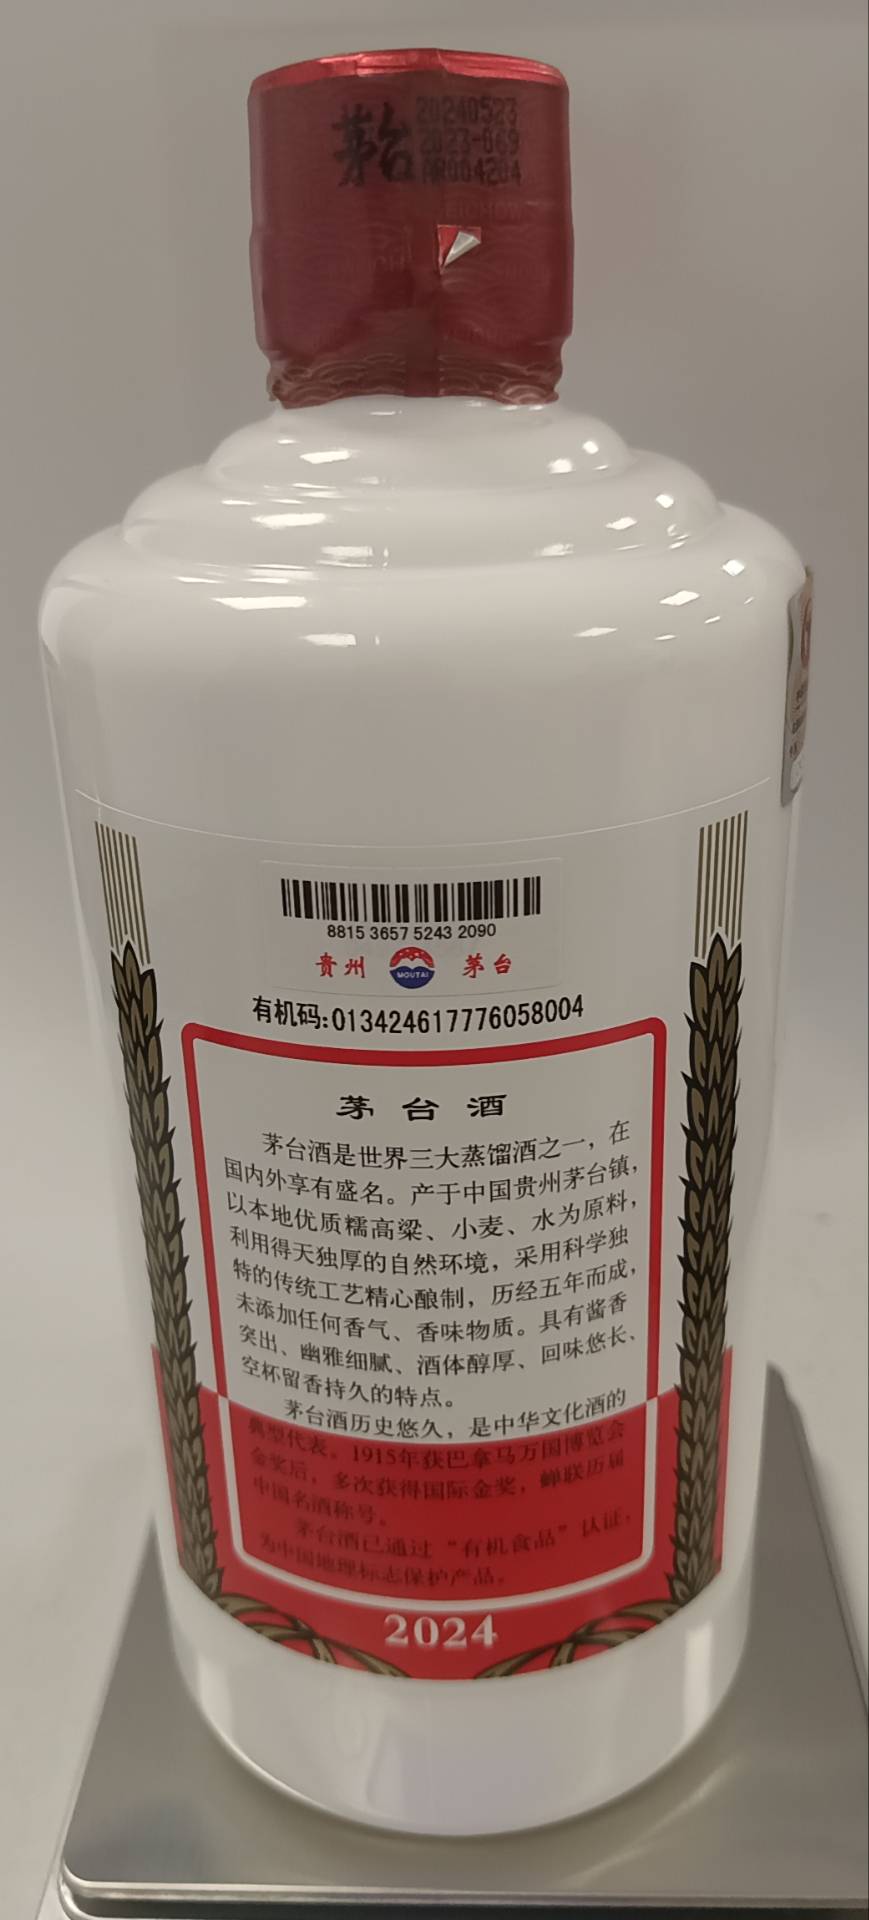 茅台
20240523
2023-069
AR004204
8815 3657 5243 2090
贵州 MOUTAI 茅台
有机码:013424617776058004
茅台酒
茅台酒是世界三大蒸馏酒之一，在
国内外享有盛名。产于中国贵州茅台镇，
以本地优质糯高粱、小麦、水为原料，
利用得天独厚的自然环境，采用科学独
特的传统工艺精心酿制，历经五年而成，
未添加任何香气、香味物质。具有酱香
突出、幽雅细腻、酒体醇厚、回味悠长、
空杯留香持久的特点。
茅台酒历史悠久，是中华文化酒的
典型代表。1915年获巴拿马万国博览会
金奖后，多次获得国际金奖，蝉联历届
中国名酒称号。
茅台酒已通过“有机食品”认证，
为中国地理标志保护产品。
2024